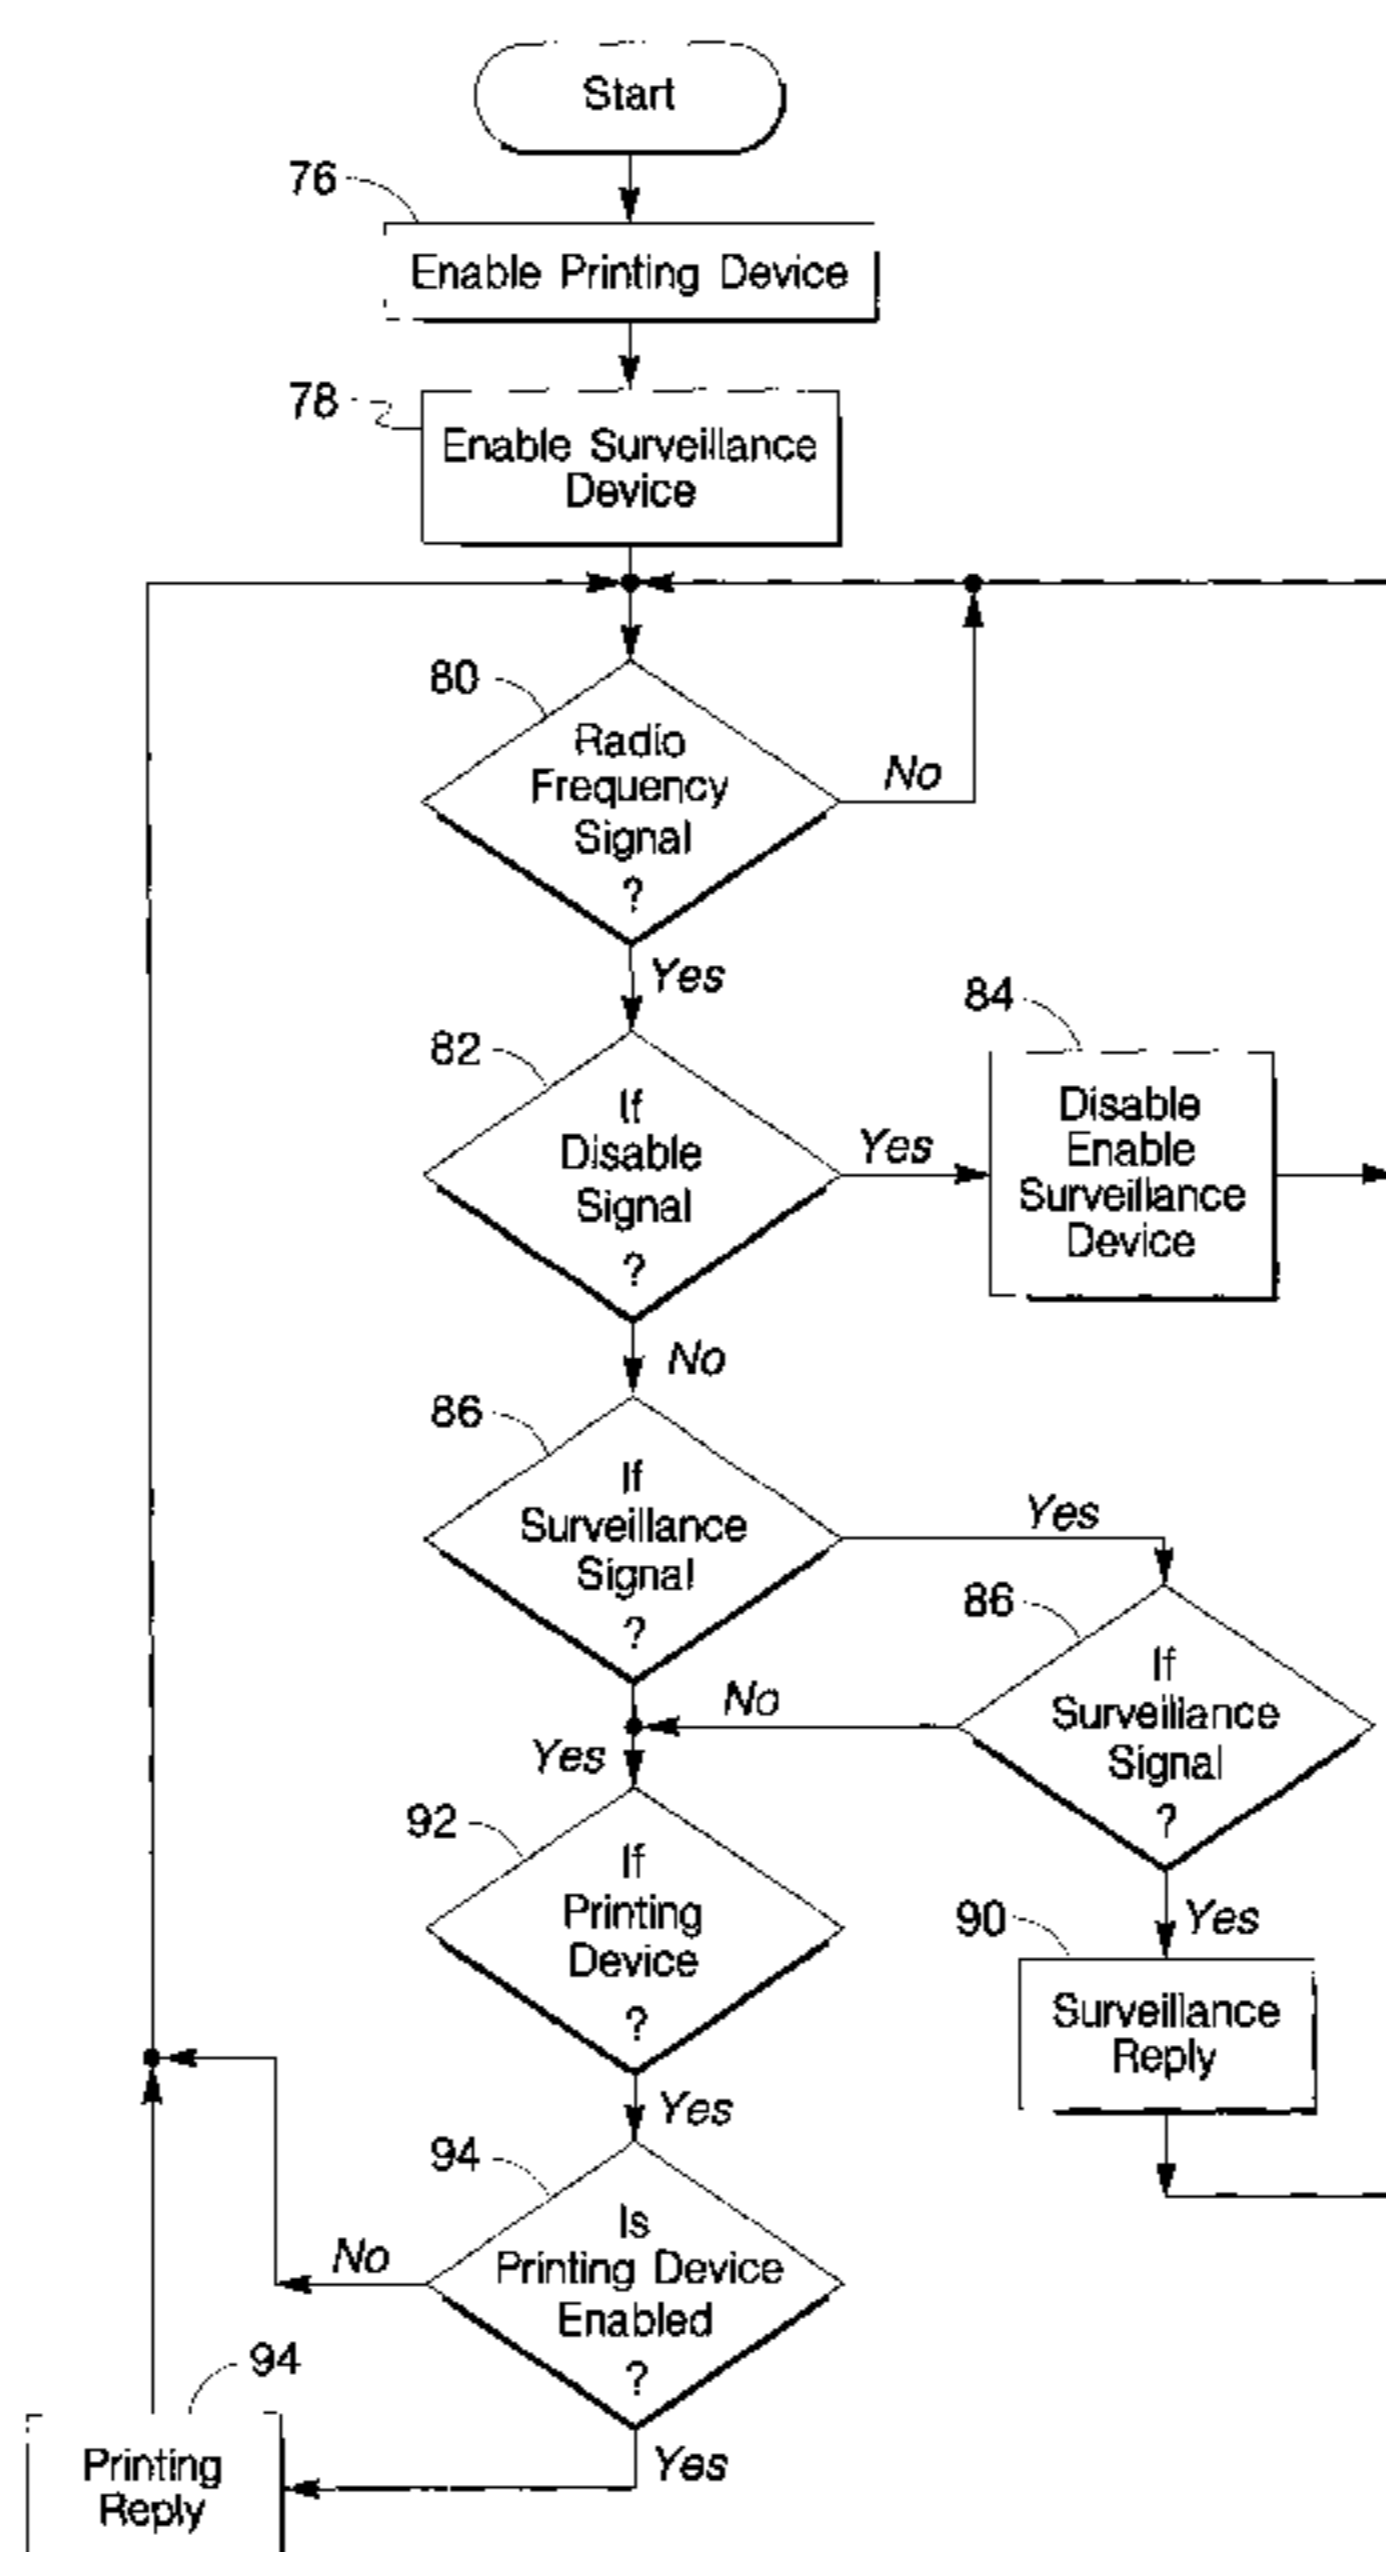 Start
76
Enable Printing Device
78
Enable Surveillance
Device
80
Radio
Frequency
Signal
?
No
Yes
82
If
Disable
Signal
?
Yes
84
Disable
Enable
Surveillance
Device
No
86
If
Surveillance
Signal
?
Yes
86
If
Surveillance
Signal
?
No
Yes
92
If
Printing
Device
?
Yes
90
Surveillance
Reply
Yes
94
Is
Printing Device
Enabled
?
No
94
Printing
Reply
Yes